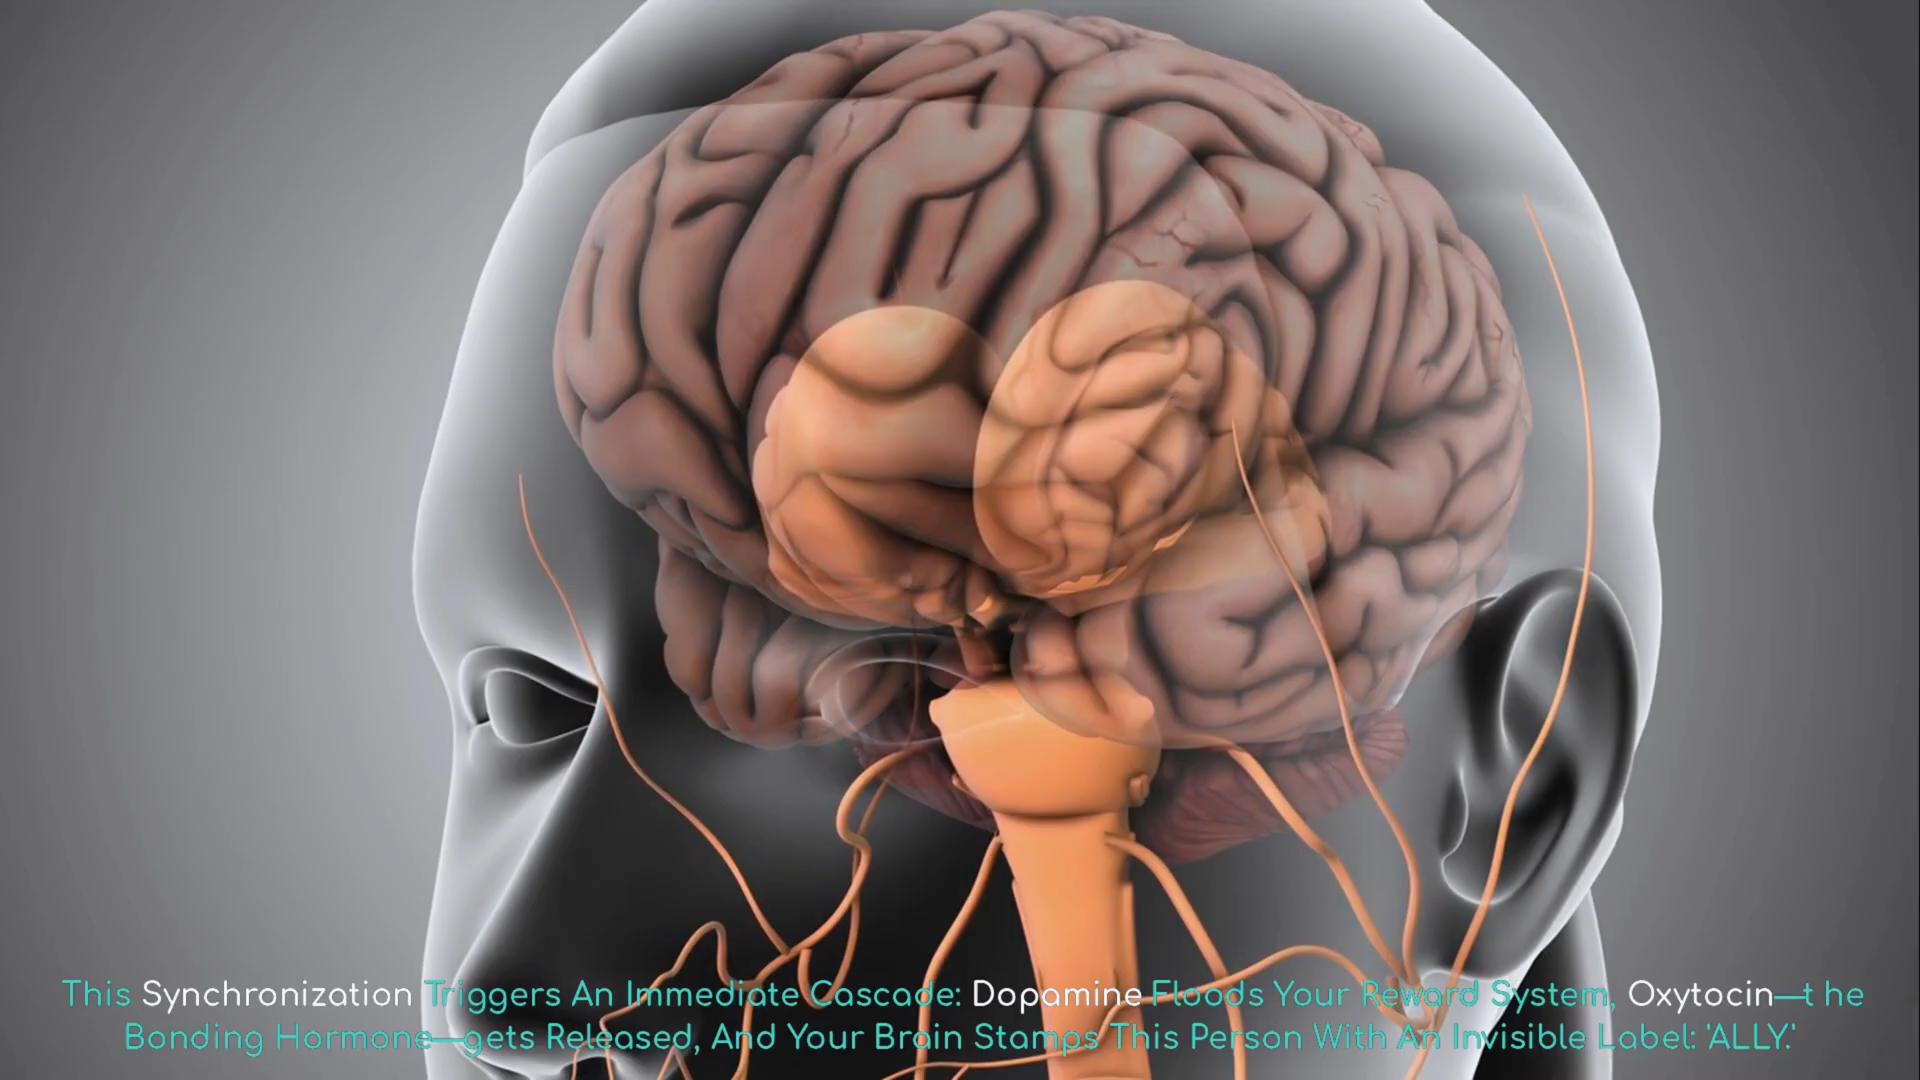 This Synchronization Triggers An Immediate Cascade: Dopamine Floods Your Reward System, Oxytocin—t he
Bonding Hormone—gets Released, And Your Brain Stamps This Person With An Invisible Label: 'ALLY.'